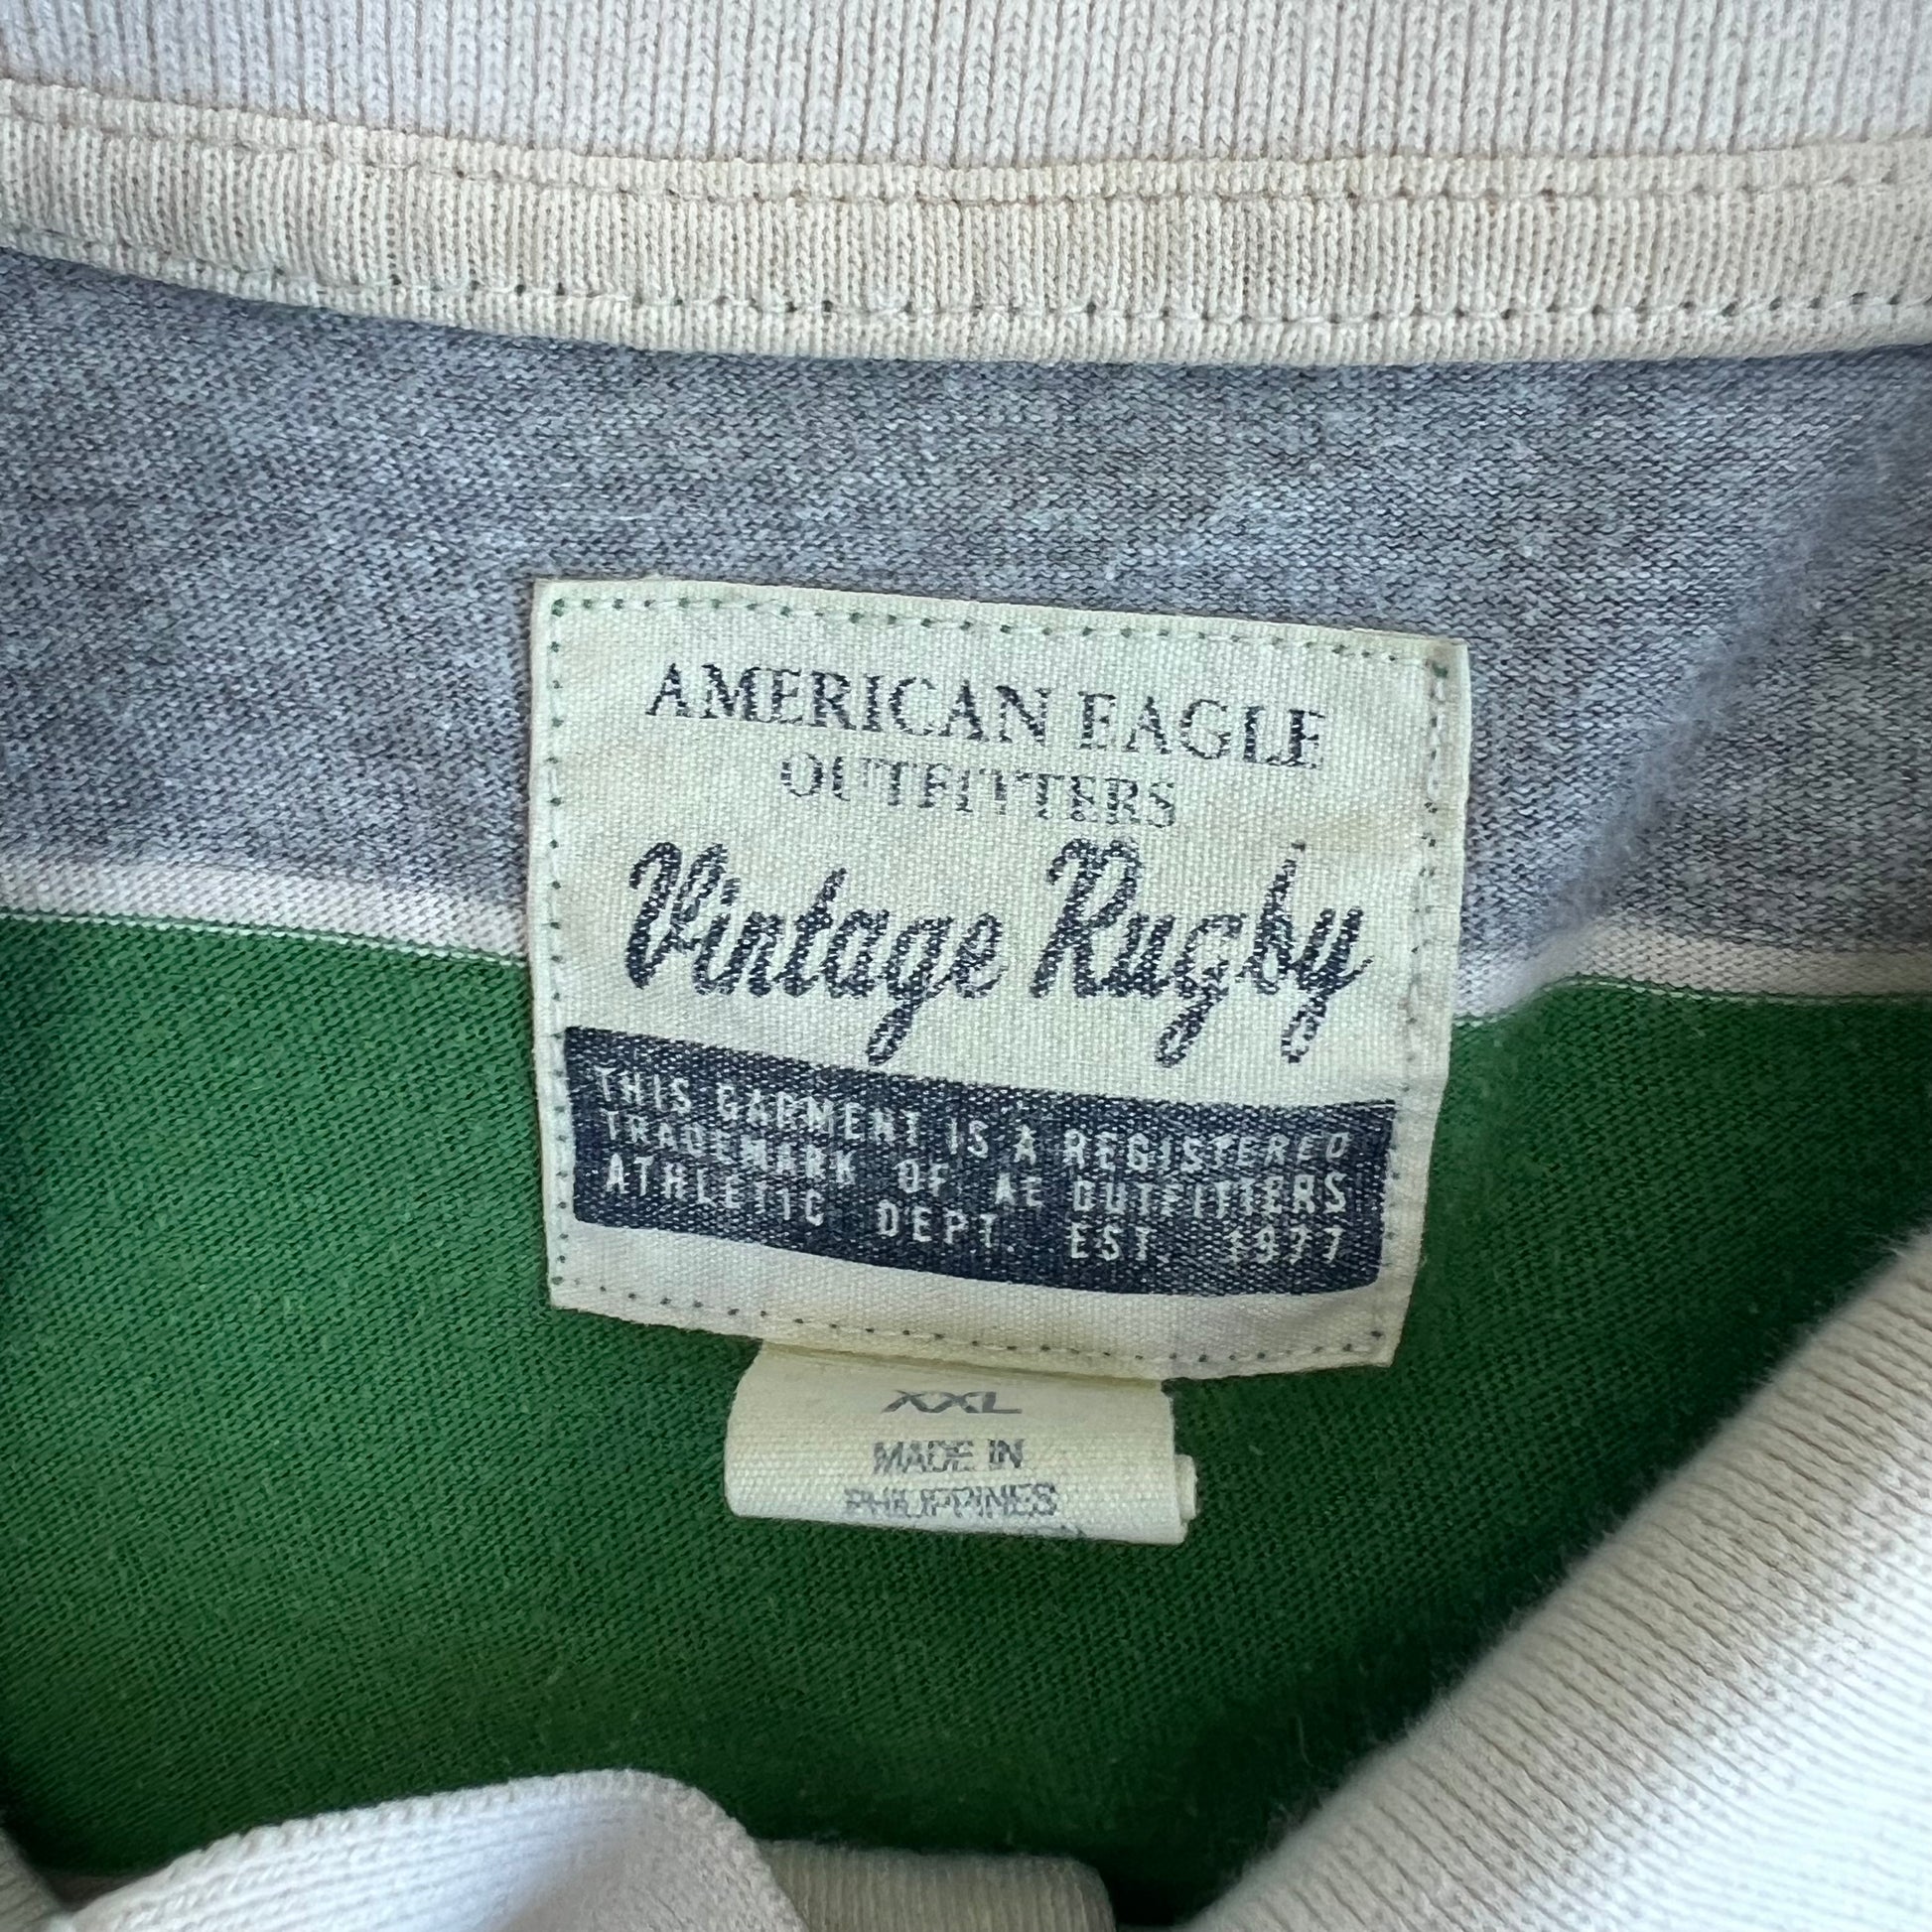 AMERICAN EAGLE
OUTFITTERS
Vintage Rugby
THIS GARMENT IS A REGISTERED
TRADEMARK OF AE OUTFITTERS
ATHLETIC DEPT. EST. 1977
XXL
MADE IN
PHILIPPINES